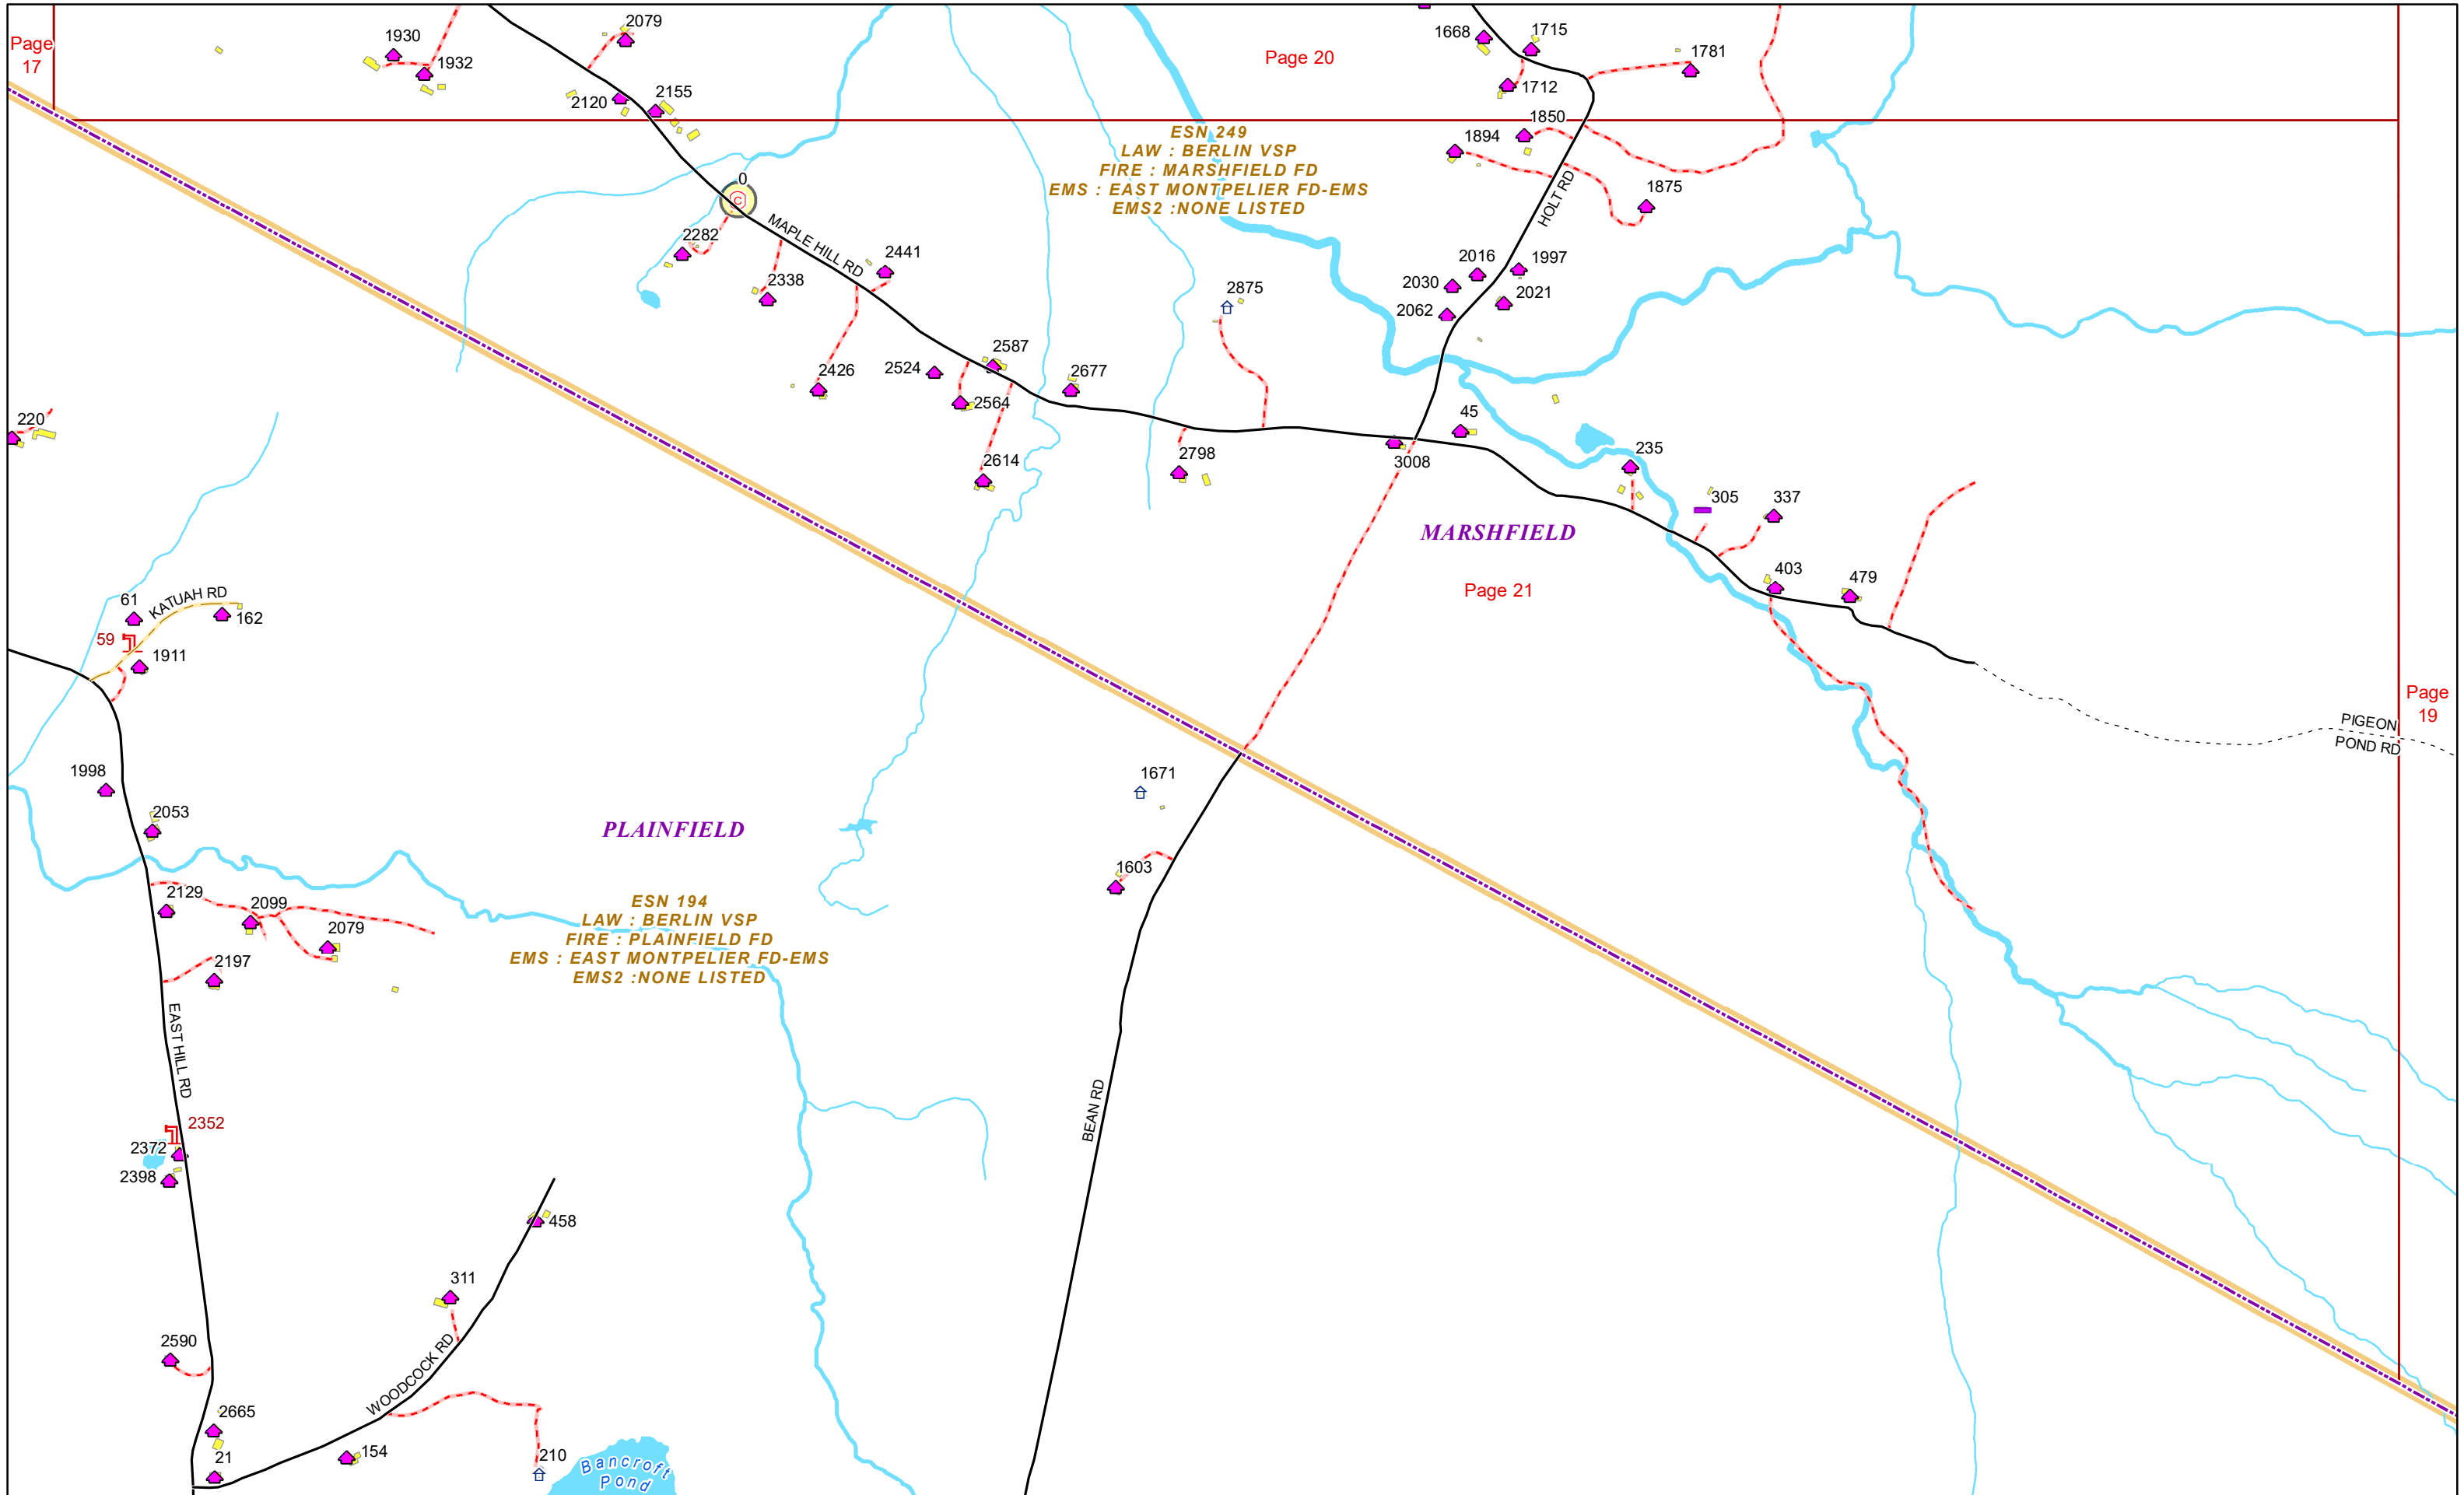 2079
1715
1930
1668
Page
17
Page 20
1781
1932
1712
2155
2120
1850
ESN 249
LAW : BERLIN VSP
FIRE : MARSHFIELD FD
EMS : EAST MONTPELIER FD-EMS
EMS2 :NONE LISTED
1894
0
C
1875
HOLT RD
MAPLE HILL RD
2282
2441
2016
1997
2338
2030
2875
2021
2062
2587
2426
2524
2677
2564
45
220
2614
2798
3008
235
305
337
MARSHFIELD
403
479
Page 21
KATUAH RD
61
162
59
1911
Page
19
PIGEON
POND RD
1998
1671
2053
PLAINFIELD
1603
2129
2099
2079
ESN 194
LAW : BERLIN VSP
FIRE : PLAINFIELD FD
EMS : EAST MONTPELIER FD-EMS
EMS2 :NONE LISTED
2197
EAST HILL RD
BEAN RD
2352
2372
2398
458
311
2590
WOODCOCK RD
2665
21
154
210
Bancroft
Pond